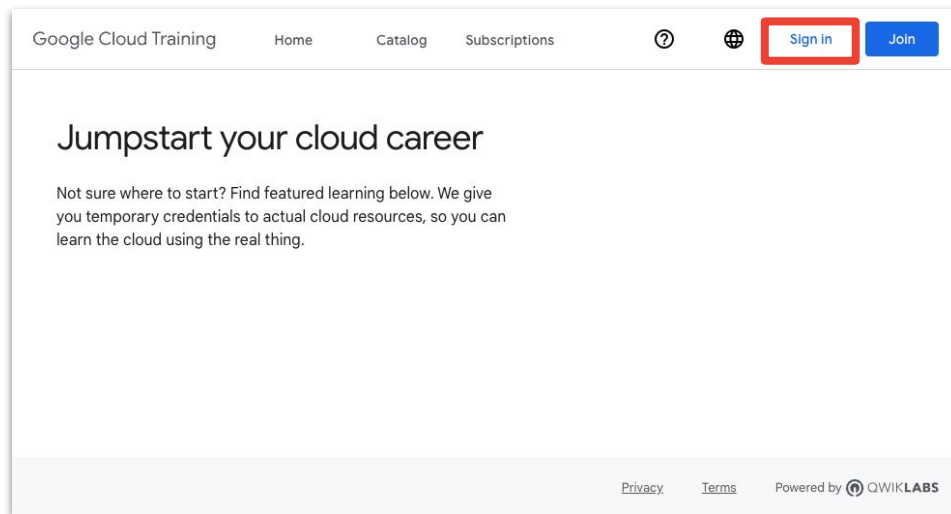 Google Cloud Training Home Catalog Subscriptions Sign in Join
Jumpstart your cloud career
Not sure where to start? Find featured learning below. We give
you temporary credentials to actual cloud resources, so you can
learn the cloud using the real thing.
Privacy Terms Powered by QWIKLABS